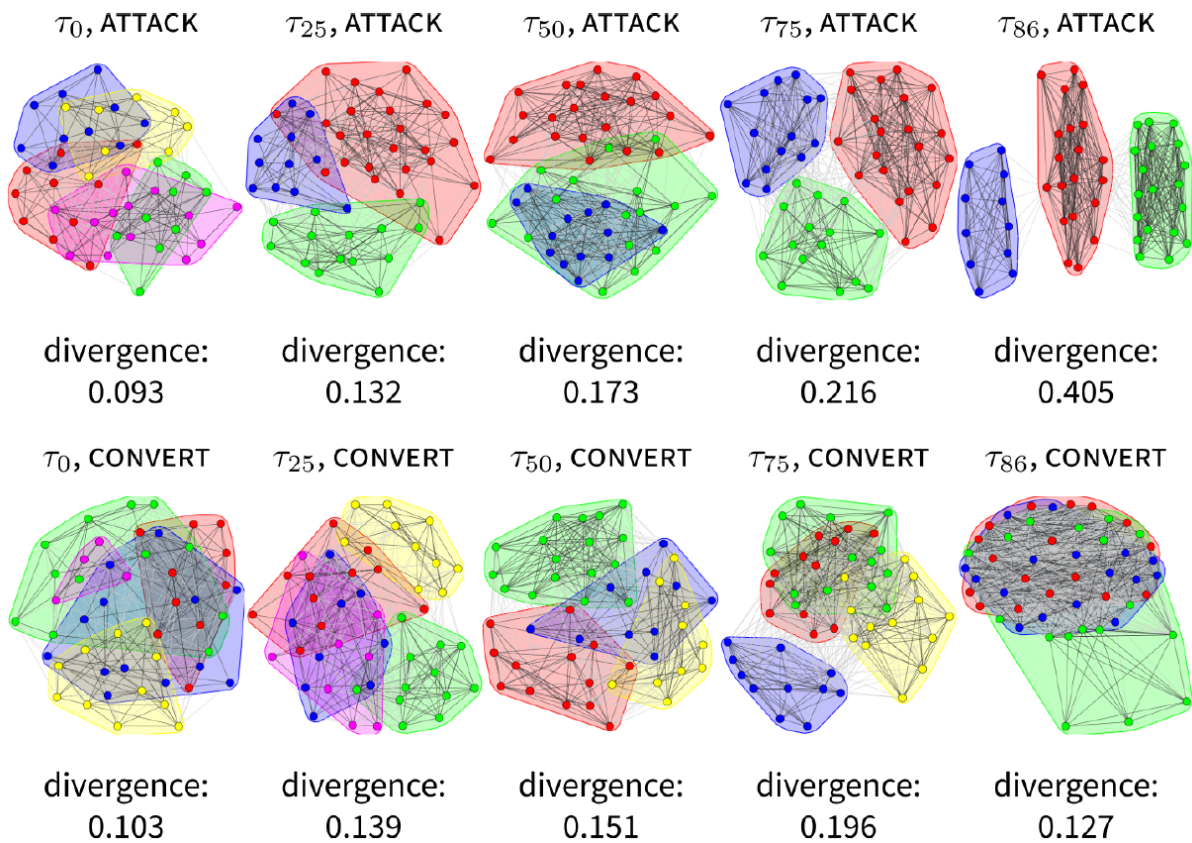 τ₀, ATTACK
τ₂₅, ATTACK
τ₅₀, ATTACK
τ₇₅, ATTACK
τ₈₆, ATTACK
divergence:
0.093
divergence:
0.132
divergence:
0.173
divergence:
0.216
divergence:
0.405
τ₀, CONVERT
τ₂₅, CONVERT
τ₅₀, CONVERT
τ₇₅, CONVERT
τ₈₆, CONVERT
divergence:
0.103
divergence:
0.139
divergence:
0.151
divergence:
0.196
divergence:
0.127